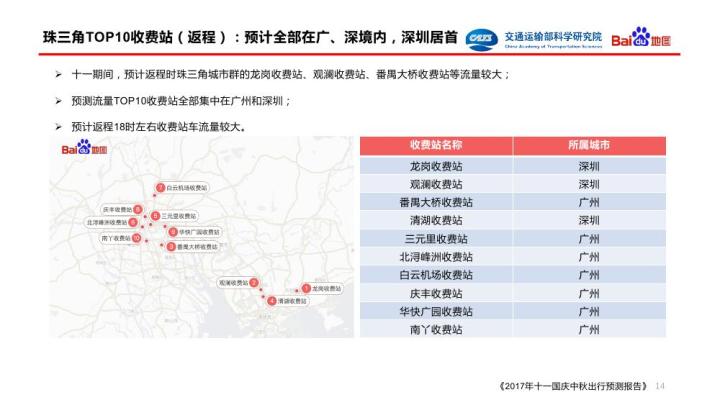 珠三角TOP10收费站（返程）：预计全部在广、深境内，深圳居首
CATS
交通运输部科学研究院
China Academy of Transportation Sciences
Bai du 地图
十一期间，预计返程时珠三角城市群的龙岗收费站、观澜收费站、番禺大桥收费站等流量较大；
预测流量TOP10收费站全部集中在广州和深圳；
预计返程18时左右收费站车流量较大。
Bai du 地图
7 白云机场收费站
庆丰收费站 8
5 三元里收费站
北浔峰洲收费站 6
9 华快广园收费站
南丫收费站 10
3 番禺大桥收费站
观澜收费站 2
1 龙岗收费站
4 清湖收费站
收费站名称 所属城市
龙岗收费站 深圳
观澜收费站 深圳
番禺大桥收费站 广州
清湖收费站 深圳
三元里收费站 广州
北浔峰洲收费站 广州
白云机场收费站 广州
庆丰收费站 广州
华快广园收费站 广州
南丫收费站 广州
《2017年十一国庆中秋出行预测报告》 14